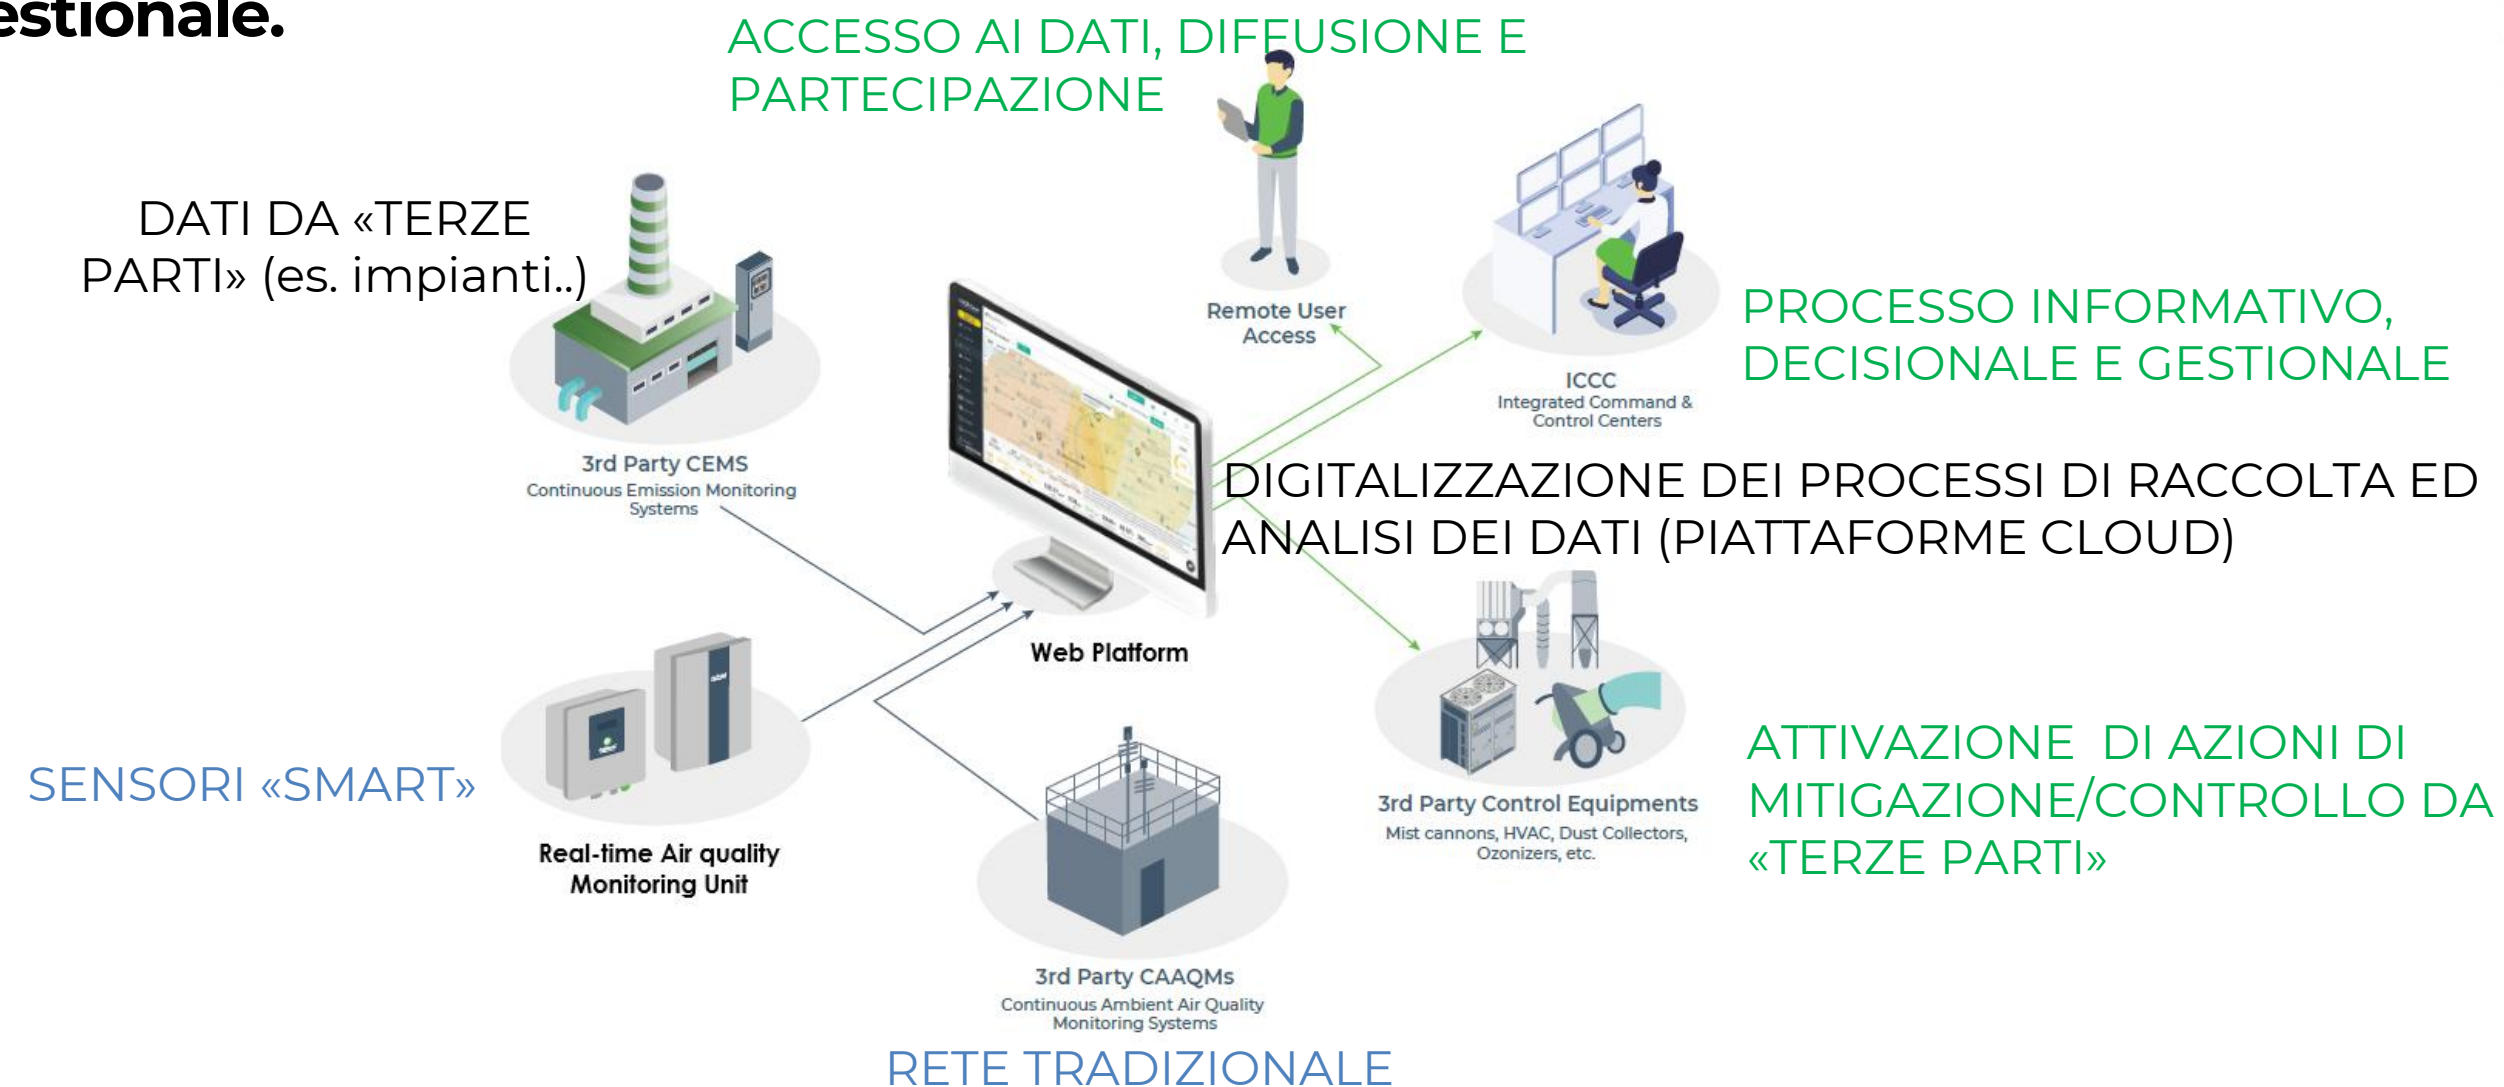 estionale.
ACCESSO AI DATI, DIFFUSIONE E
PARTECIPAZIONE
DATI DA «TERZE
PARTI» (es. impianti..)
Remote User
Access
PROCESSO INFORMATIVO,
DECISIONALE E GESTIONALE
ICCC
Integrated Command &
Control Centers
3rd Party CEMS
Continuous Emission Monitoring
Systems
DIGITALIZZAZIONE DEI PROCESSI DI RACCOLTA ED
ANALISI DEI DATI (PIATTAFORME CLOUD)
Web Platform
SENSORI «SMART»
Real-time Air quality
Monitoring Unit
ATTIVAZIONE  DI AZIONI DI
MITIGAZIONE/CONTROLLO DA
«TERZE PARTI»
3rd Party Control Equipments
Mist cannons, HVAC, Dust Collectors,
Ozonizers, etc.
3rd Party CAAQMs
Continuous Ambient Air Quality
Monitoring Systems
RETE TRADIZIONALE